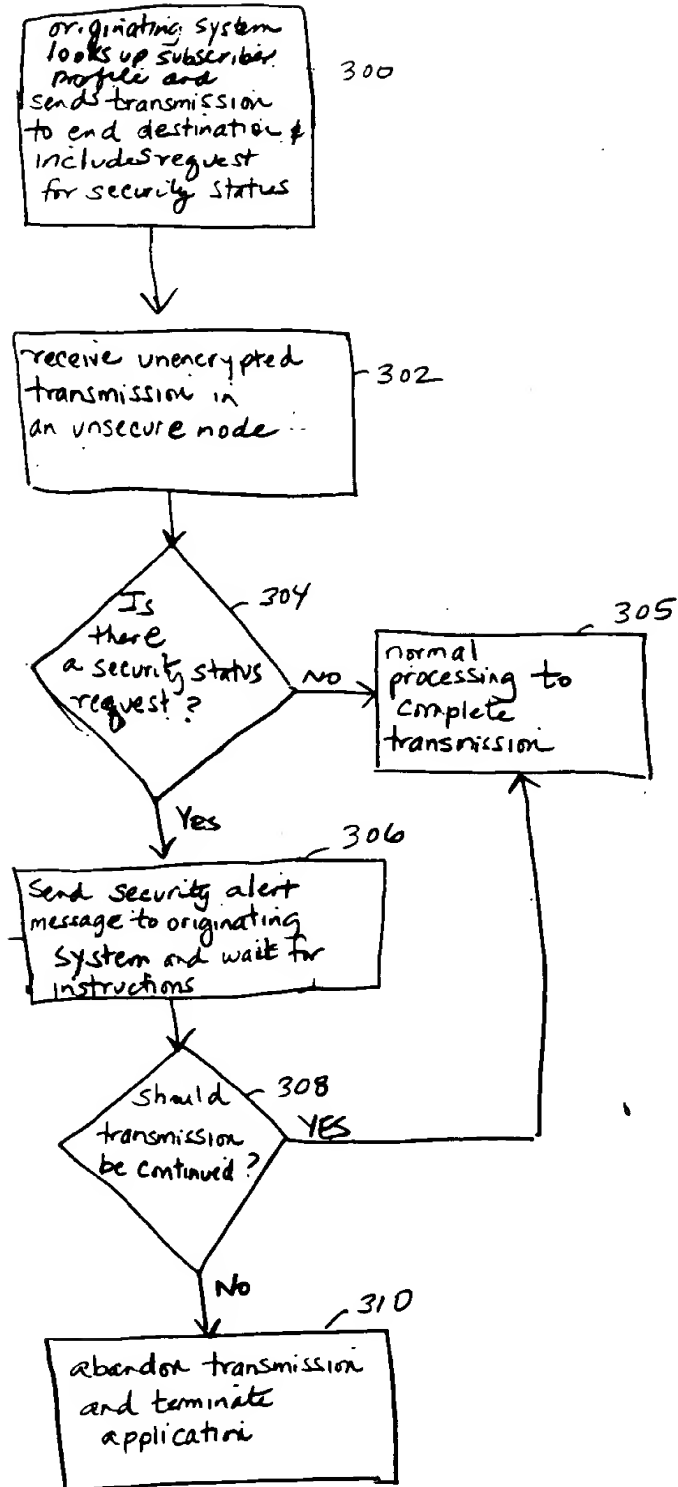 originating system
looks up subscriber
profile and
sends transmission
to end destination &
includes request
for security status
300
receive unencrypted
transmission in
an unsecure node
302
Is
there
a security status
request?
304
NO
305
normal
processing to
complete
transmission
Yes
306
Send security alert
message to originating
system and wait for
instructions
308
Should
transmission
be continued?
YES
No
310
abandon transmission
and terminate
application